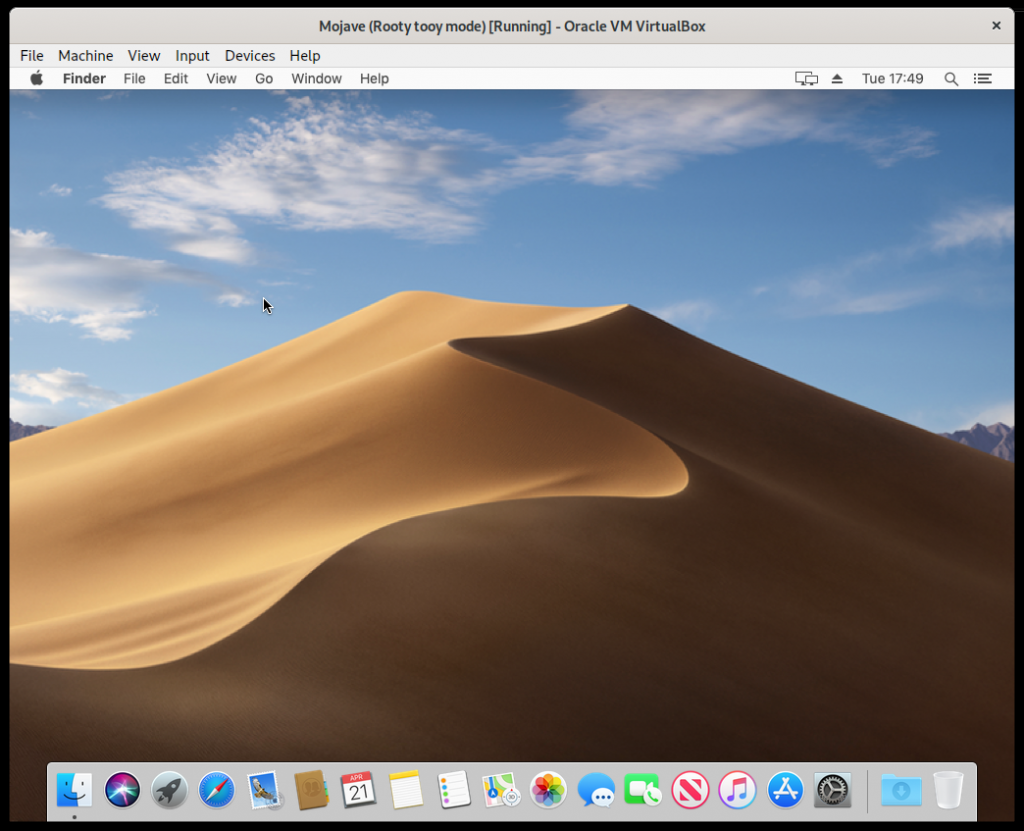 Mojave (Rooty tooy mode) [Running] - Oracle VM VirtualBox
File Machine View Input Devices Help
Finder File Edit View Go Window Help Tue 17:49
APR
21